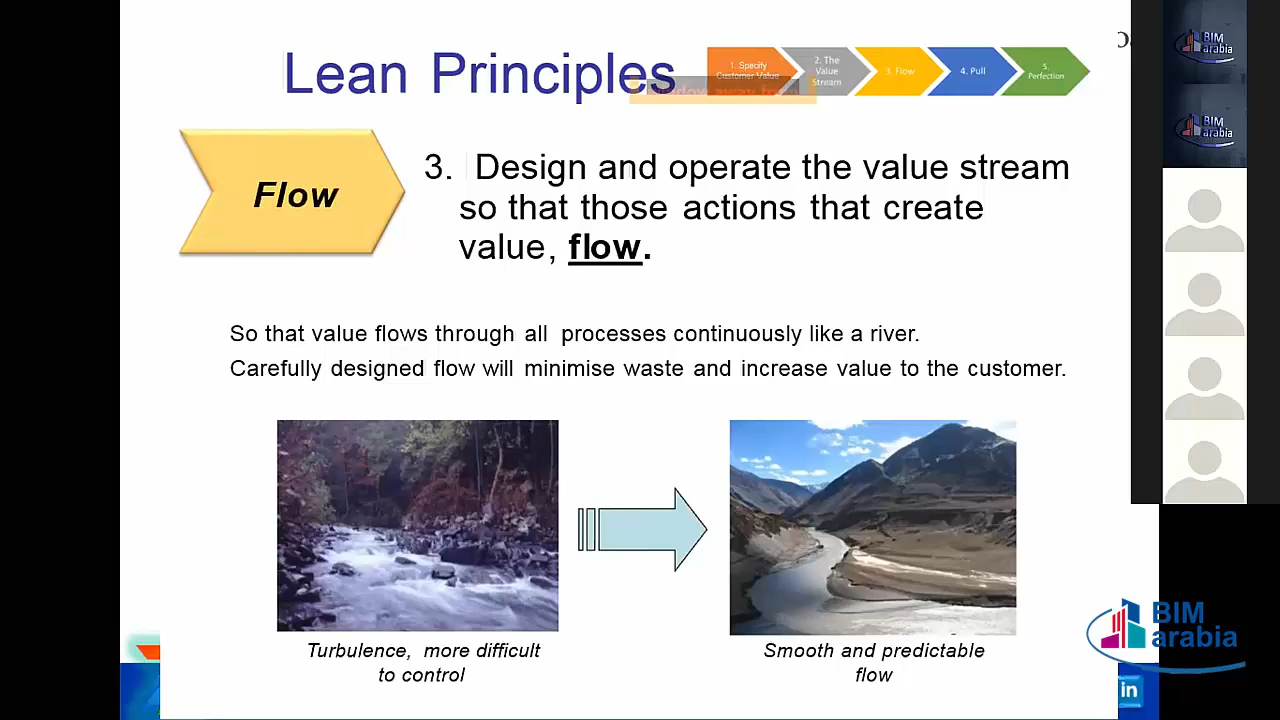 Lean Principles
1. Specify
Customer Value
2. The
Value
Stream
3. Flow
4. Pull
5.
Perfection
Flow
3. Design and operate the value stream
so that those actions that create
value, flow.
So that value flows through all processes continuously like a river.
Carefully designed flow will minimise waste and increase value to the customer.
Turbulence, more difficult
to control
Smooth and predictable
flow
BIM
arabia
BIM
arabia
BIM
arabia
in